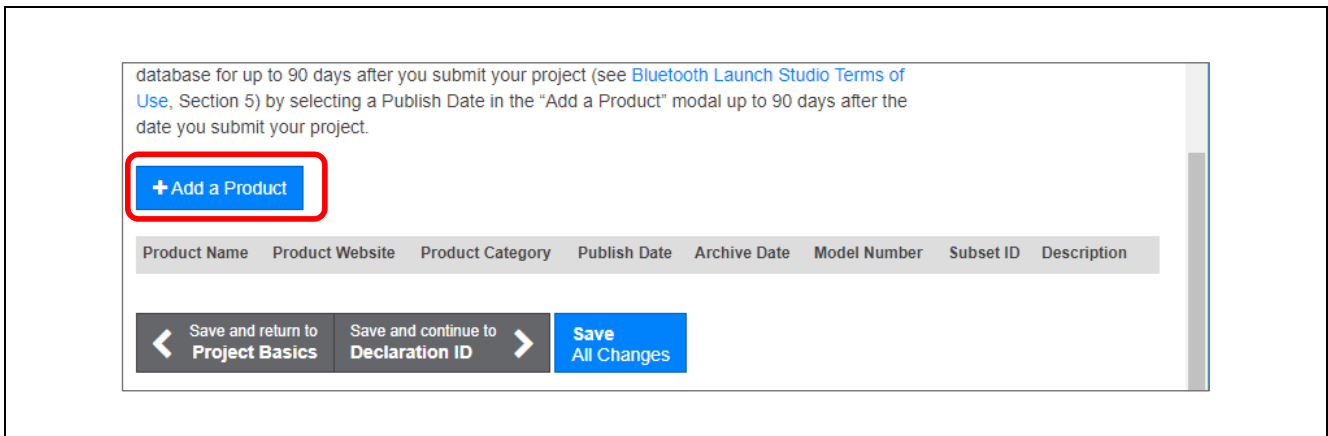 database for up to 90 days after you submit your project (see Bluetooth Launch Studio Terms of
Use, Section 5) by selecting a Publish Date in the “Add a Product” modal up to 90 days after the
date you submit your project.
+Add a Product
Product Name Product Website Product Category Publish Date Archive Date Model Number Subset ID Description
Save and return to
Project Basics
Save and continue to
Declaration ID
Save
All Changes